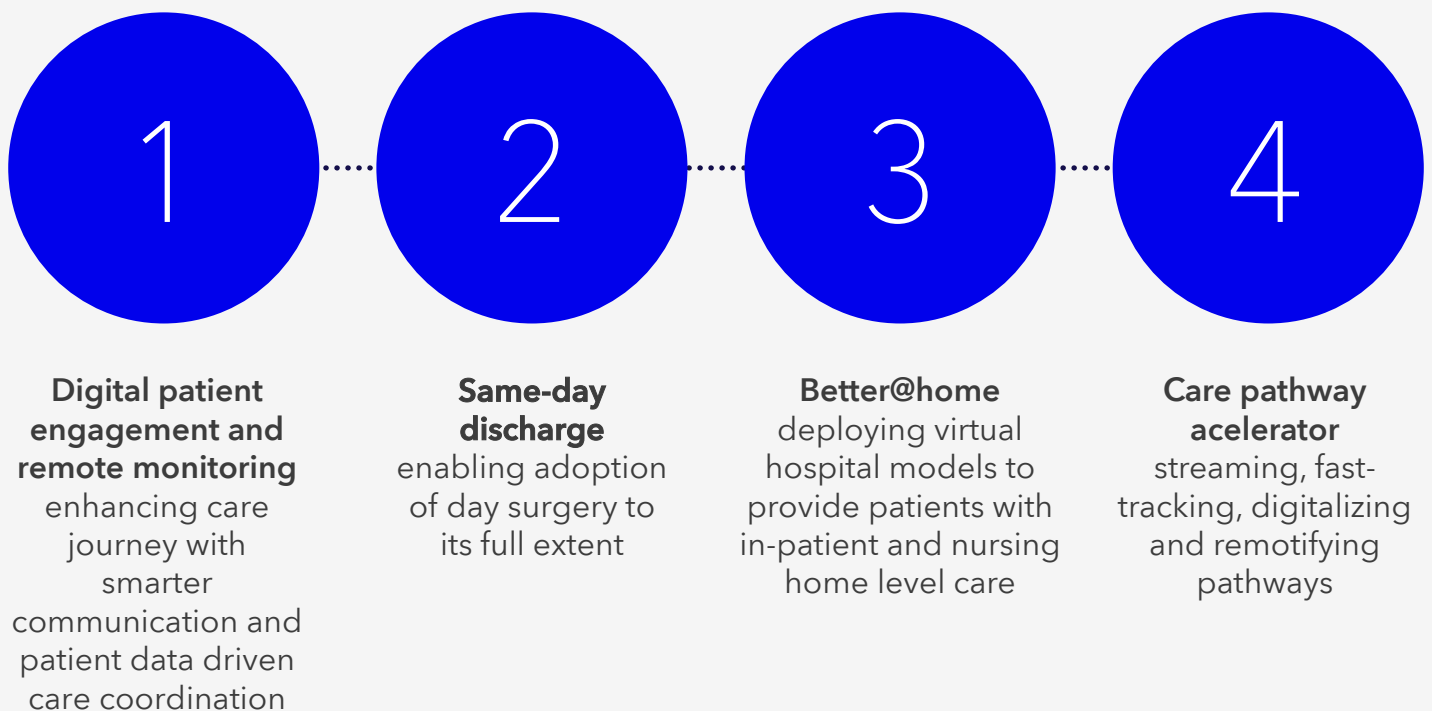 1
2
3
4
Digital patient
engagement and
remote monitoring
enhancing care
journey with
smarter
communication and
patient data driven
care coordination
Same-day
discharge
enabling adoption
of day surgery to
its full extent
Better@home
deploying virtual
hospital models to
provide patients with
in-patient and nursing
home level care
Care pathway
acelerator
streaming, fast-
tracking, digitalizing
and remotifying
pathways